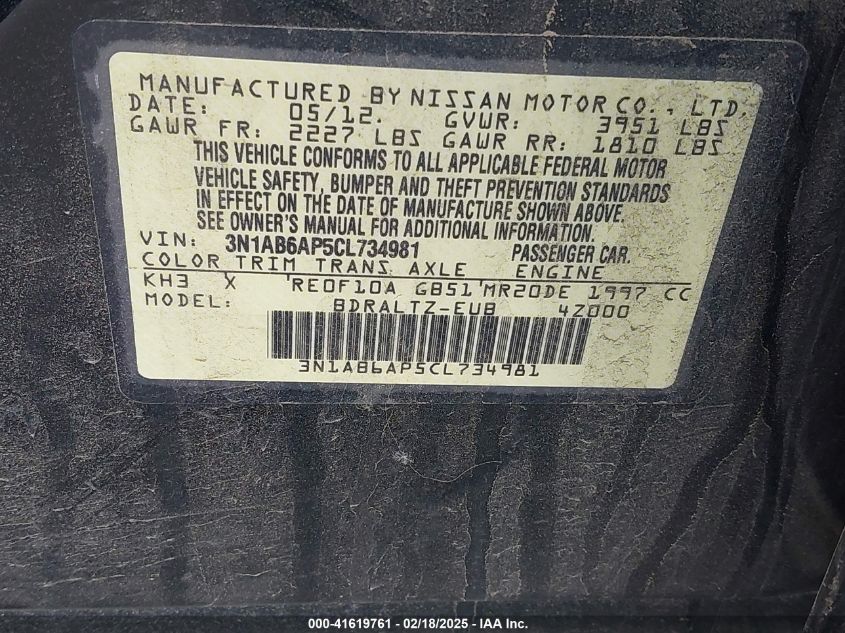 MANUFACTURED BY NISSAN MOTOR CO., LTD.
DATE: 05/12. GVWR: 3951 LBS
GAWR FR: 2227 LBS GAWR RR: 1810 LBS
THIS VEHICLE CONFORMS TO ALL APPLICABLE FEDERAL MOTOR
VEHICLE SAFETY, BUMPER AND THEFT PREVENTION STANDARDS
IN EFFECT ON THE DATE OF MANUFACTURE SHOWN ABOVE.
SEE OWNER'S MANUAL FOR ADDITIONAL INFORMATION.
VIN: 3N1AB6AP5CL734981 PASSENGER CAR.
COLOR TRIM TRANS AXLE ENGINE
KH3 X RE0F10A GB51 MR20DE 1997 CC
MODEL: BDRALTZ-EUB 4Z000
3N1AB6AP5CL734981
000-41619761 - 02/18/2025 - IAA Inc.